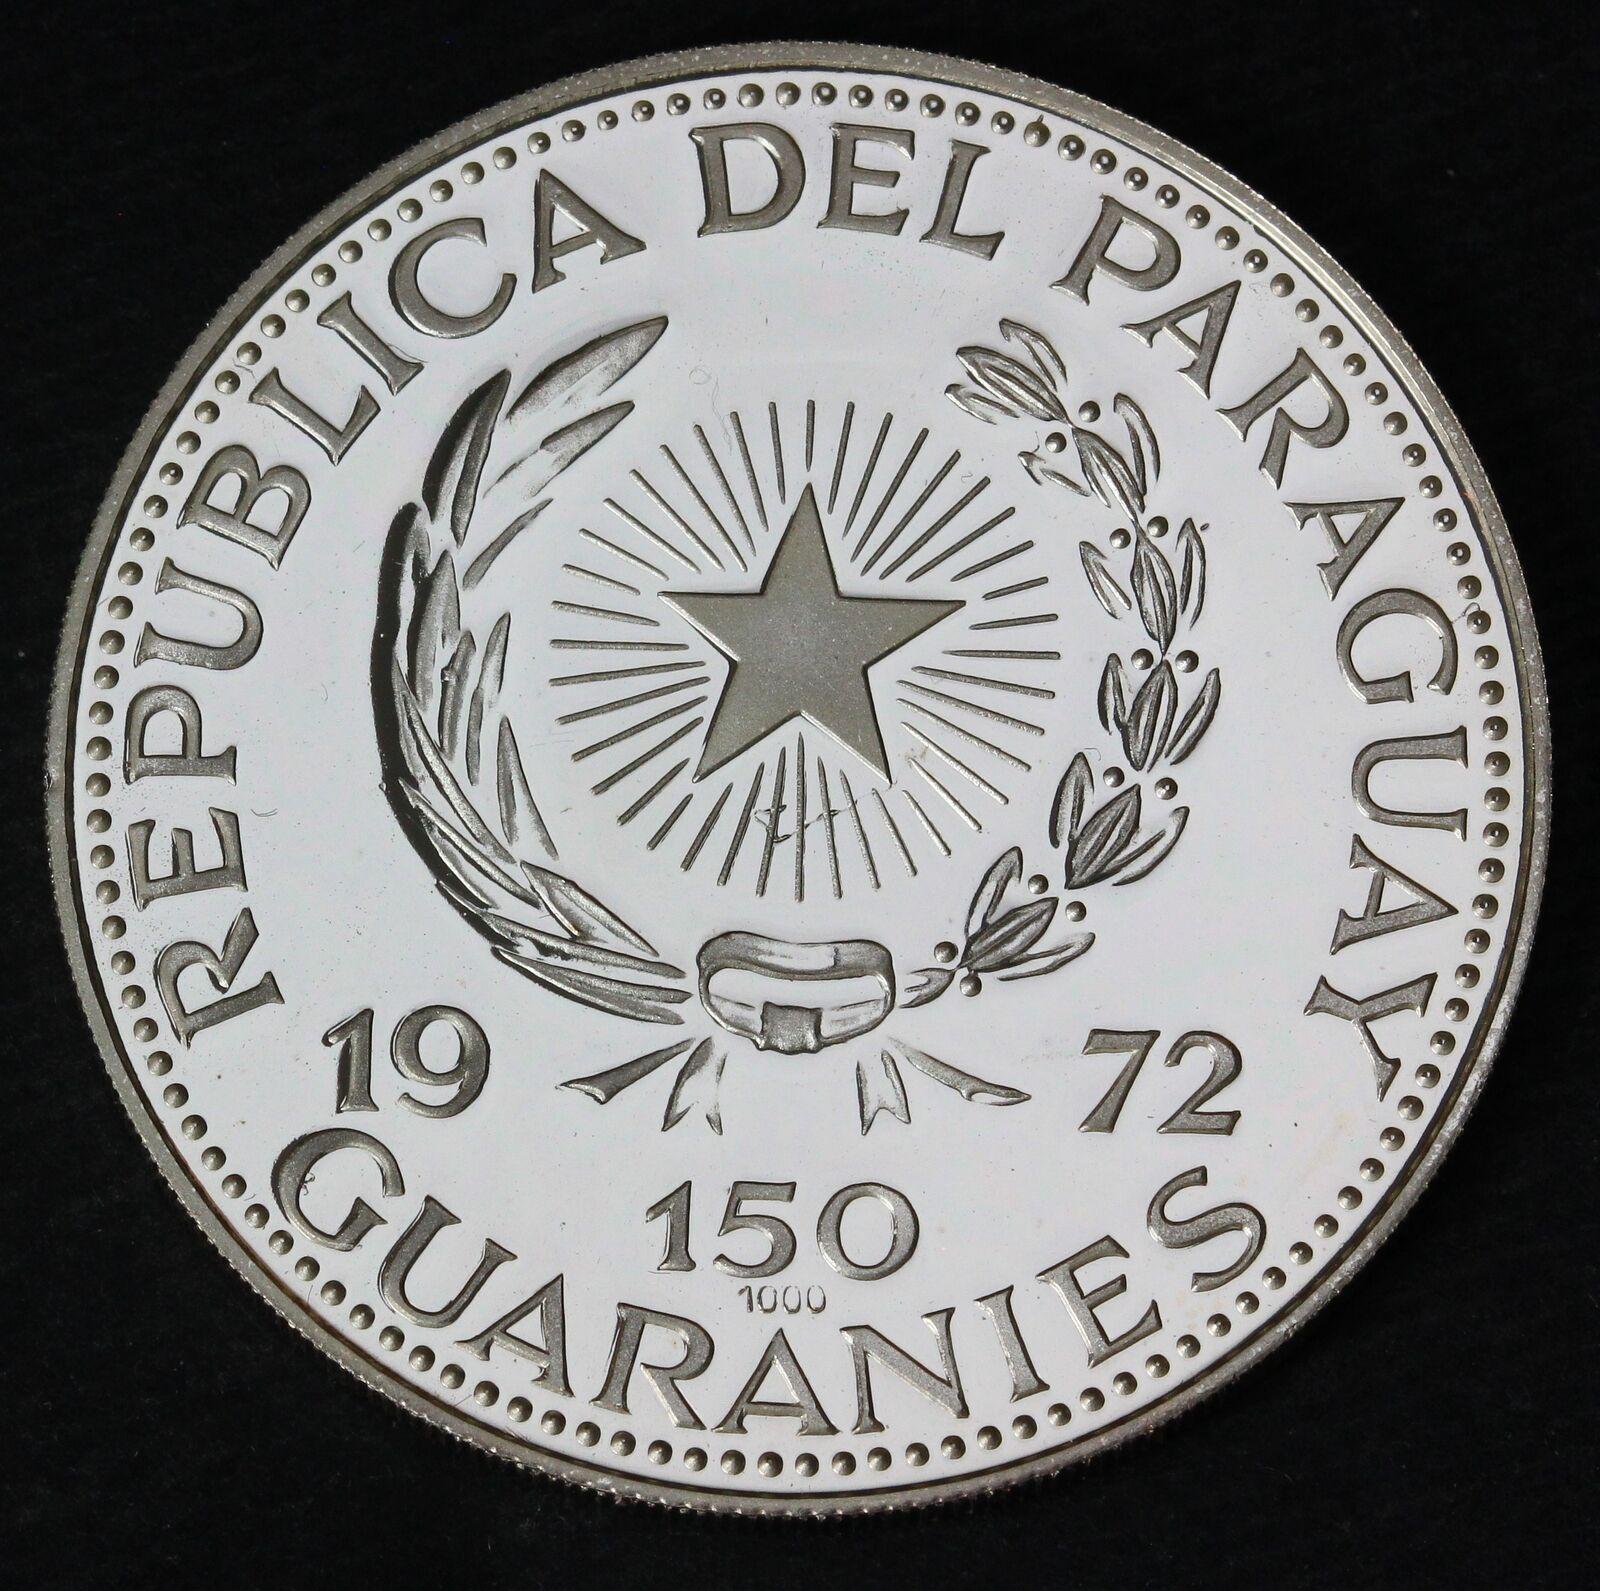 REPUBLICA DEL PARAGUAY
19 72
150
1000
GUARANIES